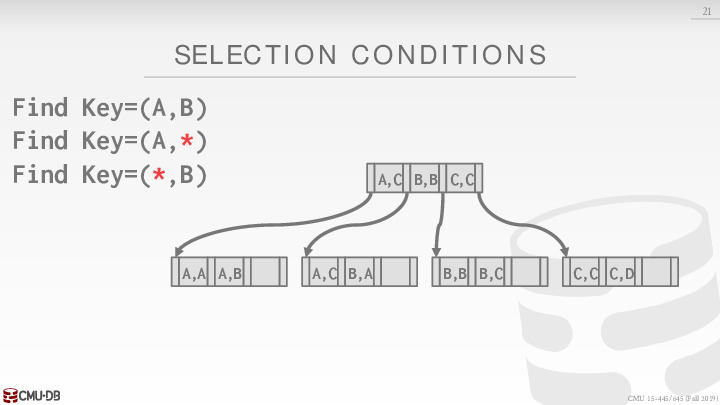 21
SELECTION CONDITIONS
Find Key=(A,B)
Find Key=(A,*)
Find Key=(*,B)
A,C B,B C,C
A,A A,B A,C B,A B,B B,C C,C C,D
CMU·DB
CMU 15-445/645 (Fall 2019)